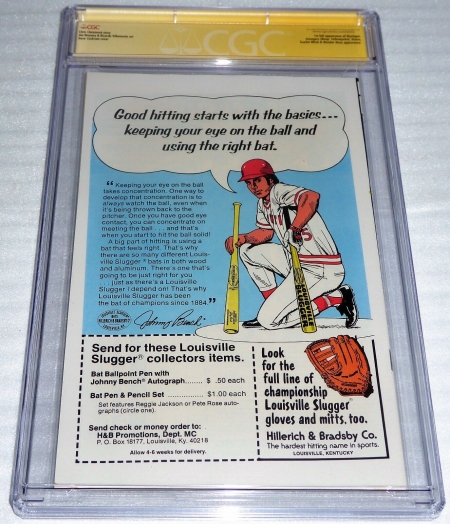 CGC
Good hitting starts with the basics...
keeping your eye on the ball and
using the right bat.
"Keeping your eye on the ball
takes concentration. One way to
develop that concentration is to
always watch the ball, even when
it's being thrown back to the
pitcher. Once you have good eye
contact, you can concentrate on
meeting the ball . . . and that's
when you start to hit the ball solid!
A big part of hitting is using a
bat that feels right. That's why
there are so many different Louis-
ville Slugger® bats in both wood
and aluminum. There's one that's
going to be just right for you
just as there's a Louisville
Slugger I depend on! That's why
Louisville Slugger has been
the bat of champions since 1884."
Johnny Bench
Send for these Louisville
Slugger® collectors items.
Bat Ballpoint Pen with
Johnny Bench® Autograph....... $ .50 each
Bat Pen & Pencil Set .............. $1.00 each
Set features Reggie Jackson or Pete Rose auto-
graphs (circle one).
Send check or money order to:
H&B Promotions, Dept. MC
P. O. Box 18177, Louisville, Ky. 40218
Allow 4-6 weeks for delivery.
Look
for the
full line of
championship
Louisville Slugger
gloves and mitts, too.
Hillerich & Bradsby Co.
The hardest hitting name in sports.
LOUISVILLE, KENTUCKY